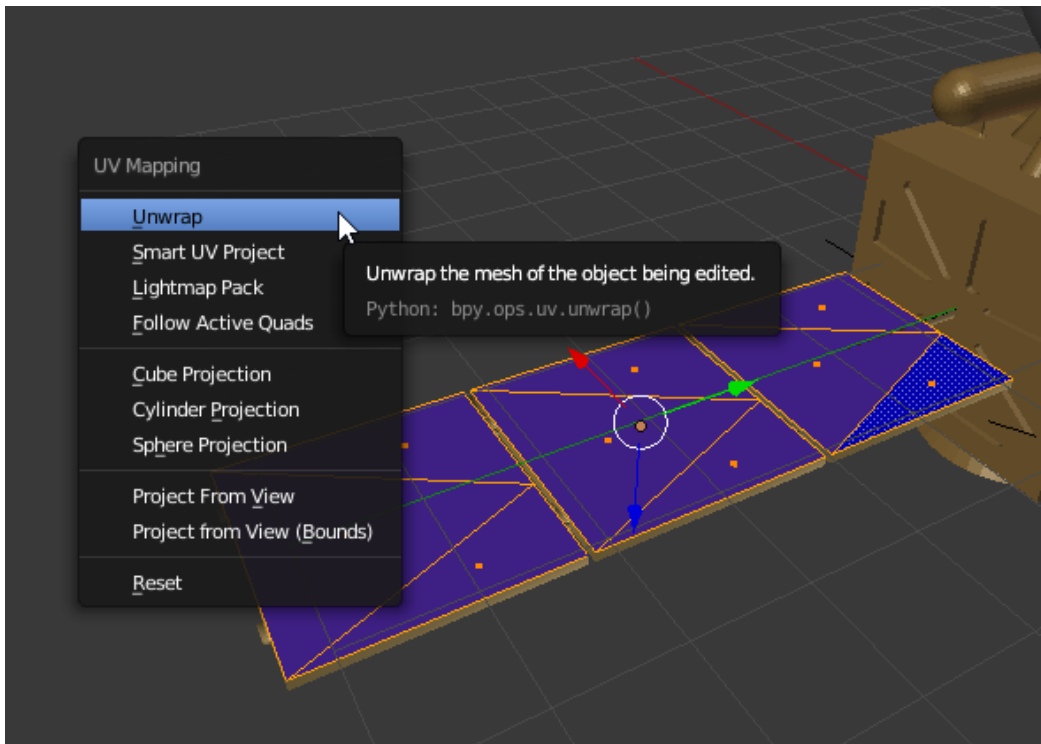 UV Mapping
Unwrap
Smart UV Project
Unwrap the mesh of the object being edited.
Lightmap Pack
Python: bpy.ops.uv.unwrap()
Follow Active Quads
Cube Projection
Cylinder Projection
Sphere Projection
Project From View
Project from View (Bounds)
Reset